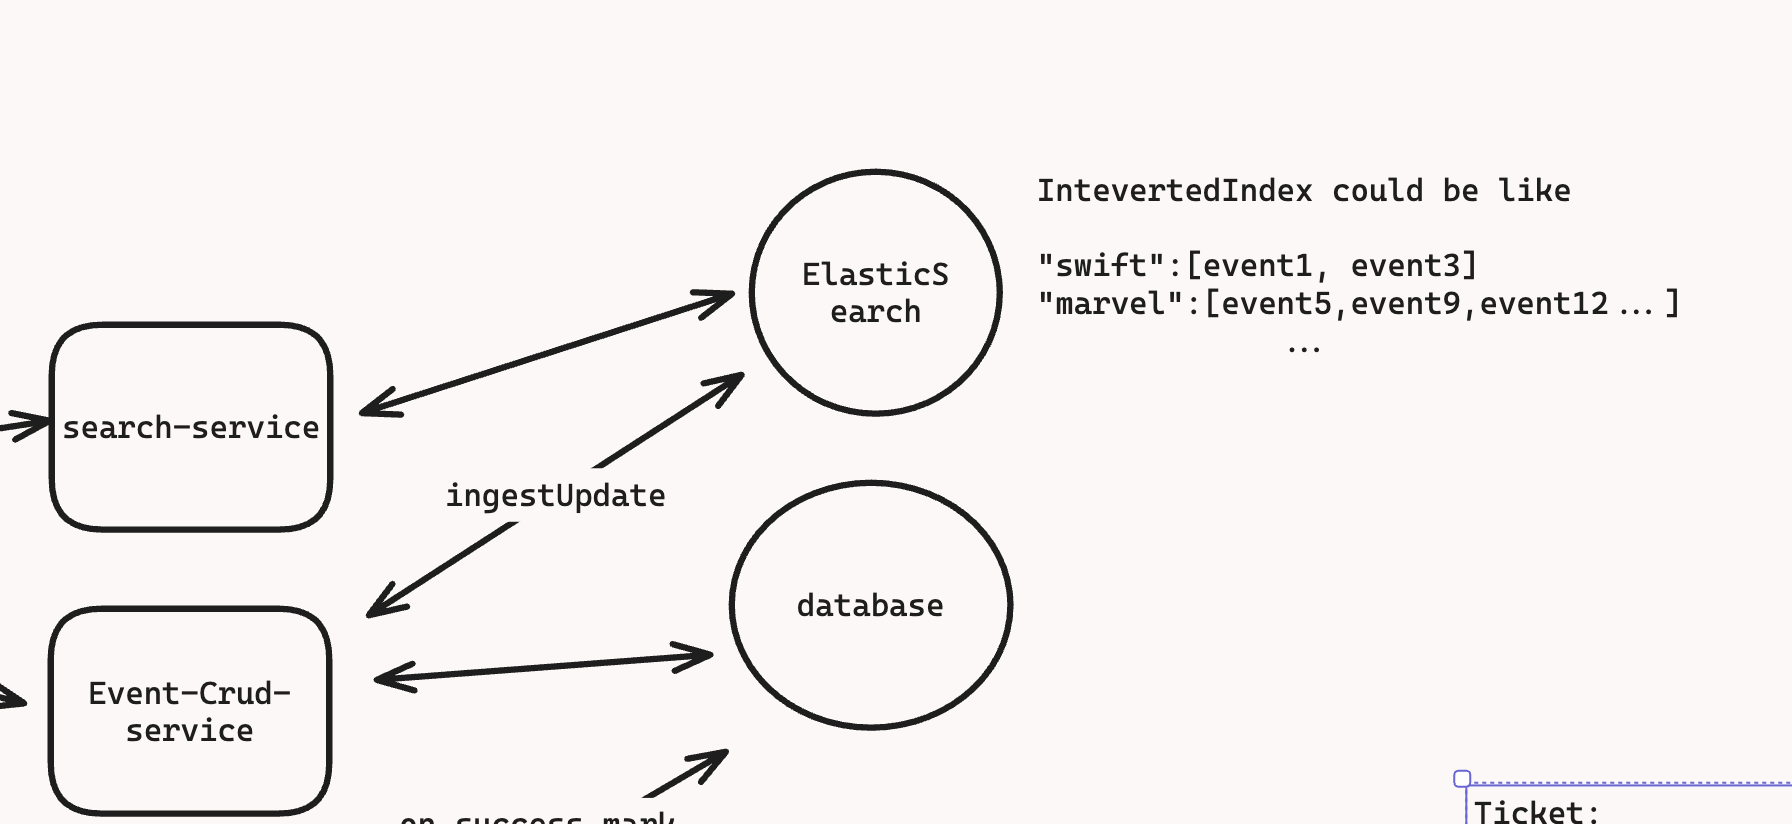 IntevertedIndex could be like
"swift":[event1, event3]
"marvel":[event5,event9,event12...]
...
ElasticS
earch
search-service
ingestUpdate
database
Event-Crud-
service
on success mark
Ticket: